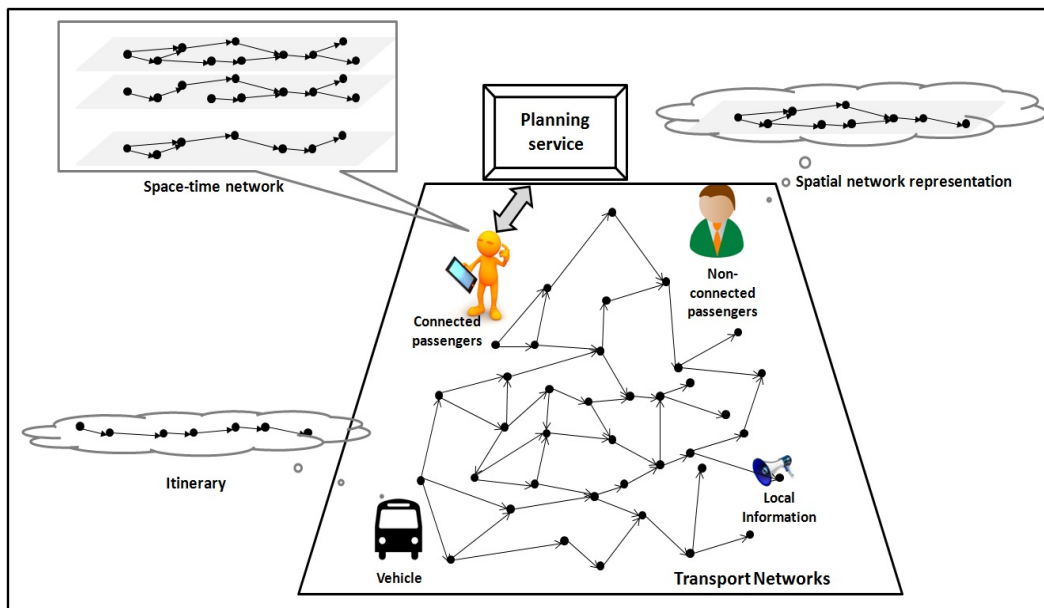 Planning
service
Space-time network
Spatial network representation
Non-
connected
passengers
Connected
passengers
Itinerary
Local
Information
Vehicle
Transport Networks